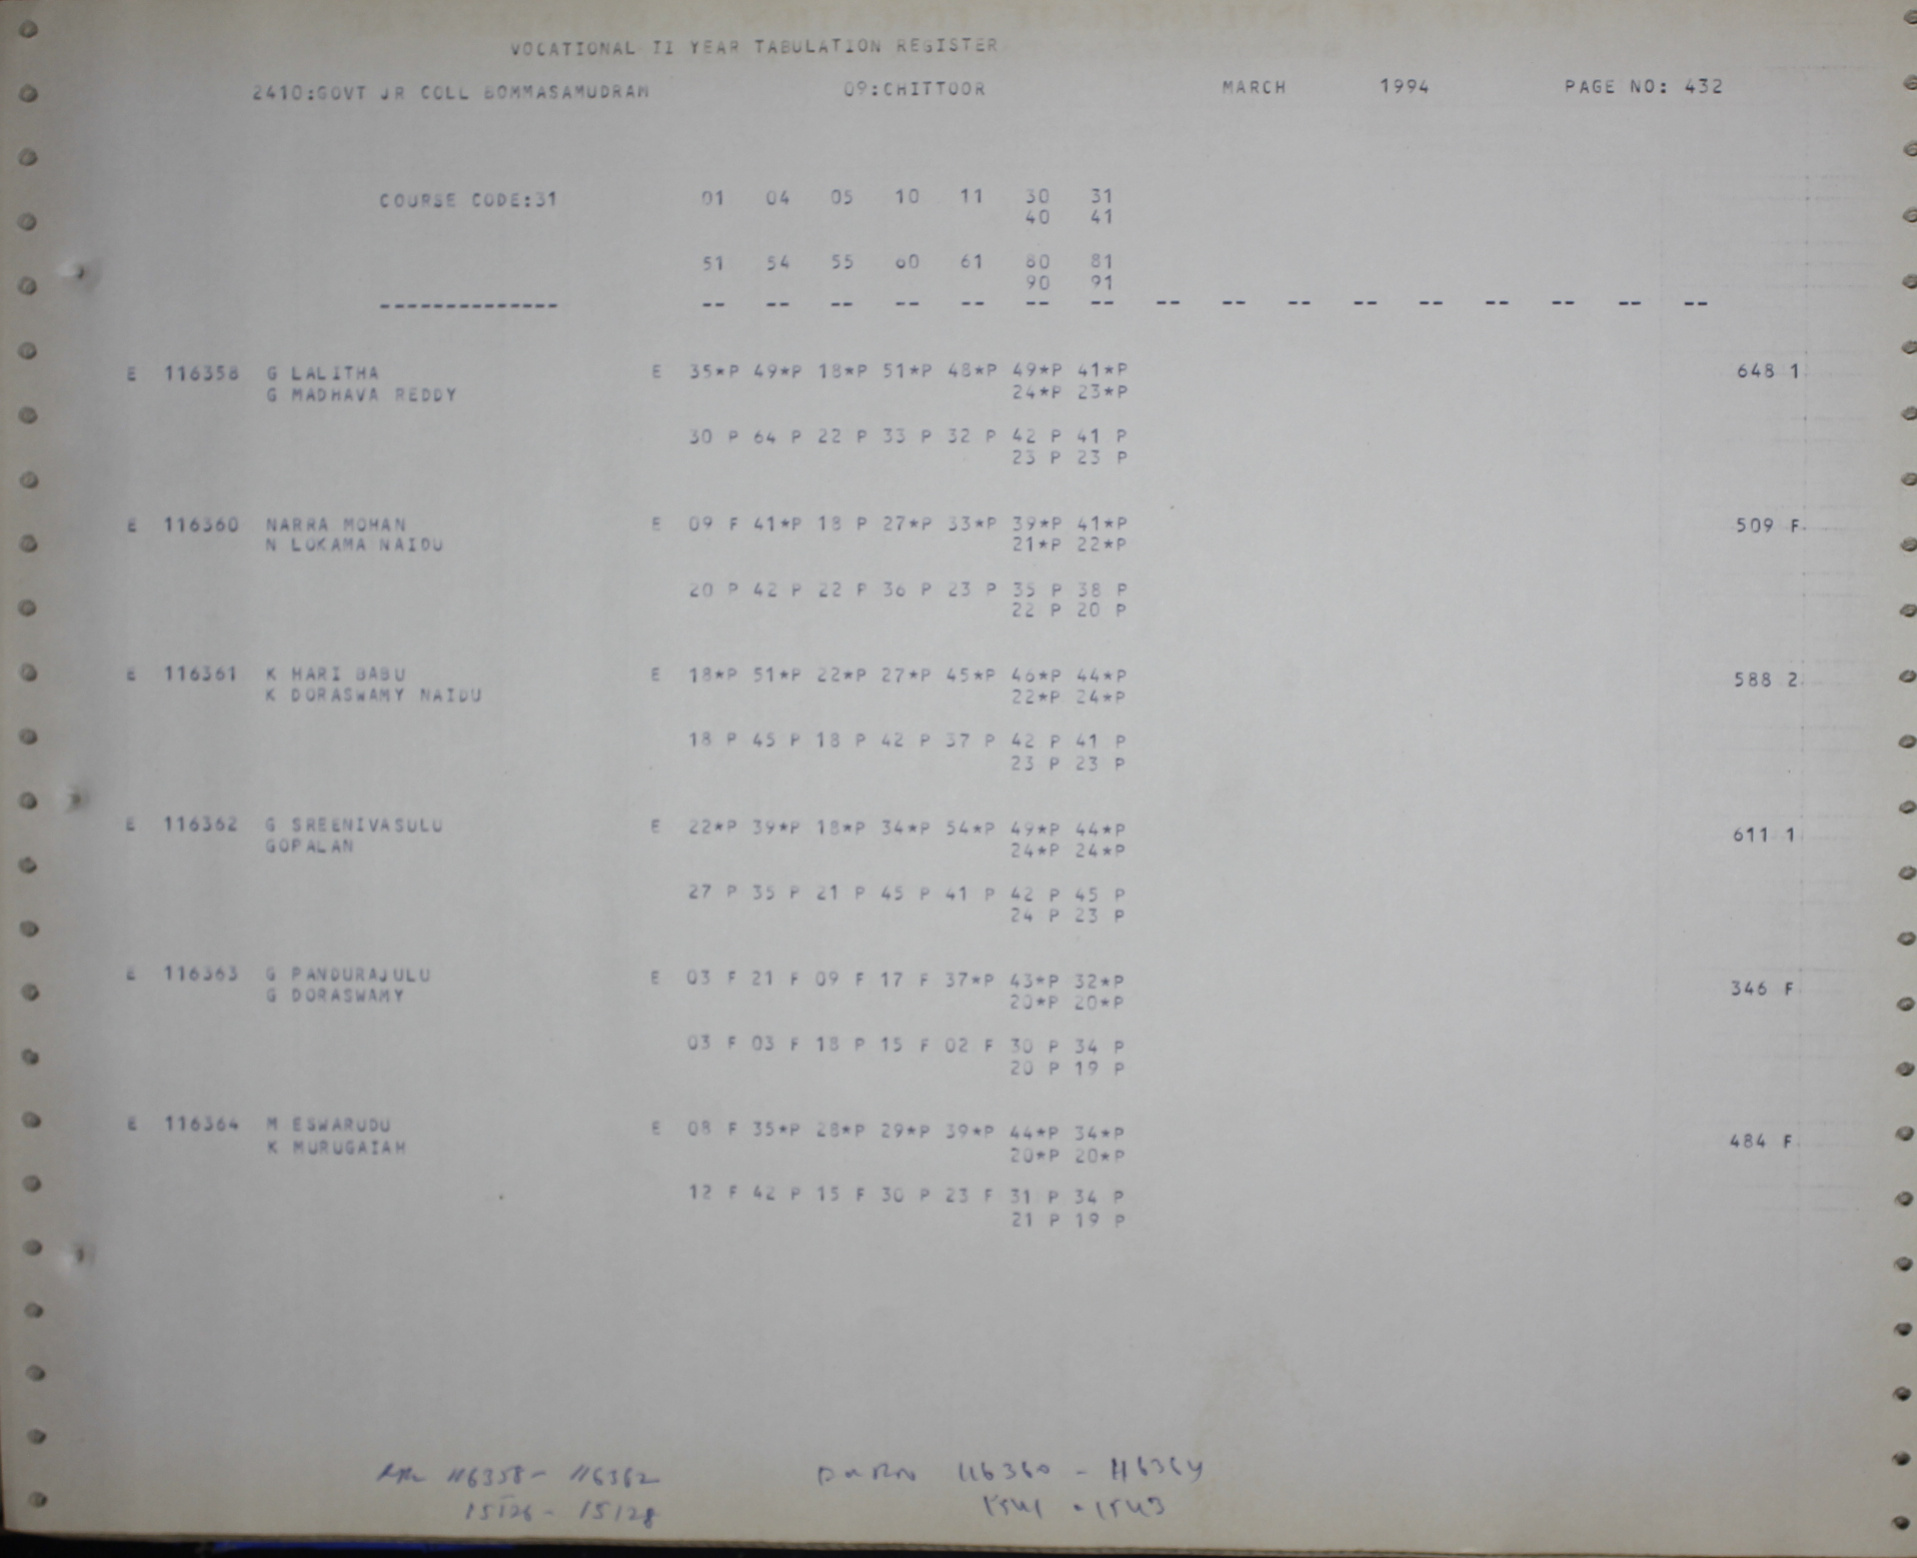 VOCATIONAL II YEAR TABULATION REGISTER
2410:GOVT JR COLL BOMMASAMUDRAM 09:CHITTOOR MARCH 1994 PAGE NO: 432
COURSE CODE:31 01 04 05 10 11 30 31
40 41
51 54 55 60 61 80 81
90 91
-------------- -- -- -- -- -- -- -- -- -- -- -- -- -- -- -- --
E 116358 G LALITHA E 35*P 49*P 18*P 51*P 48*P 49*P 41*P 648 1
G MADHAVA REDDY 24*P 23*P
30 P 64 P 22 P 33 P 32 P 42 P 41 P
23 P 23 P
E 116360 NARRA MOHAN E 09 F 41*P 18 P 27*P 33*P 39*P 41*P 509 F
N LOKAMA NAIDU 21*P 22*P
20 P 42 P 22 P 36 P 23 P 35 P 38 P
22 P 20 P
E 116361 K HARI BABU E 18*P 51*P 22*P 27*P 45*P 46*P 44*P 588 2
K DORASWAMY NAIDU 22*P 24*P
18 P 45 P 18 P 42 P 37 P 42 P 41 P
23 P 23 P
E 116362 G SREENIVASULU E 22*P 39*P 18*P 34*P 54*P 49*P 44*P 611 1
GOPALAN 24*P 24*P
27 P 35 P 21 P 45 P 41 P 42 P 45 P
24 P 23 P
E 116363 G PANDURAJULU E 03 F 21 F 09 F 17 F 37*P 43*P 32*P 346 F
G DORASWAMY 20*P 20*P
03 F 03 F 18 P 15 F 02 F 30 P 34 P
20 P 19 P
E 116364 M ESWARUDU E 08 F 35*P 28*P 29*P 39*P 44*P 34*P 484 F
K MURUGAIAH 20*P 20*P
12 F 42 P 15 F 30 P 23 F 31 P 34 P
21 P 19 P
116358 - 116362 116360 - 116364
15126 - 15128 1541 - 1543